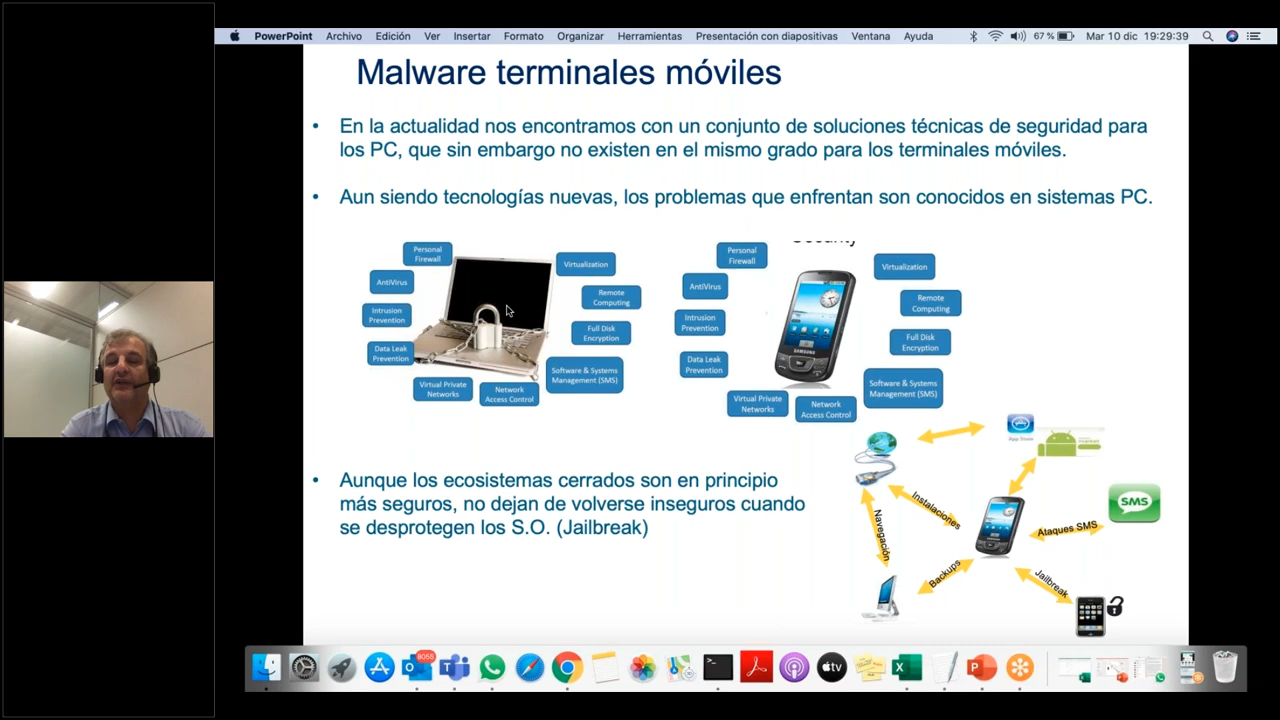 PowerPoint Archivo Edición Ver Insertar Formato Organizar Herramientas Presentación con diapositivas Ventana Ayuda 67 % Mar 10 dic 19:29:39
Malware terminales móviles
• En la actualidad nos encontramos con un conjunto de soluciones técnicas de seguridad para
los PC, que sin embargo no existen en el mismo grado para los terminales móviles.
• Aun siendo tecnologías nuevas, los problemas que enfrentan son conocidos en sistemas PC.
Personal
Firewall
Virtualization
AntiVirus
Remote
Computing
Intrusion
Prevention
Full Disk
Encryption
Data Leak
Prevention
Software & Systems
Management (SMS)
Virtual Private
Networks
Network
Access Control
Security
Personal
Firewall
Virtualization
AntiVirus
Remote
Computing
Intrusion
Prevention
Full Disk
Encryption
Data Leak
Prevention
Software & Systems
Management (SMS)
Virtual Private
Networks
Network
Access Control
SAMSUNG
App Store
• Aunque los ecosistemas cerrados son en principio
más seguros, no dejan de volverse inseguros cuando
se desprotegen los S.O. (Jailbreak)
SMS
Instalaciones
Navegación
Ataques SMS
Backups
Jailbreak
8055
tv